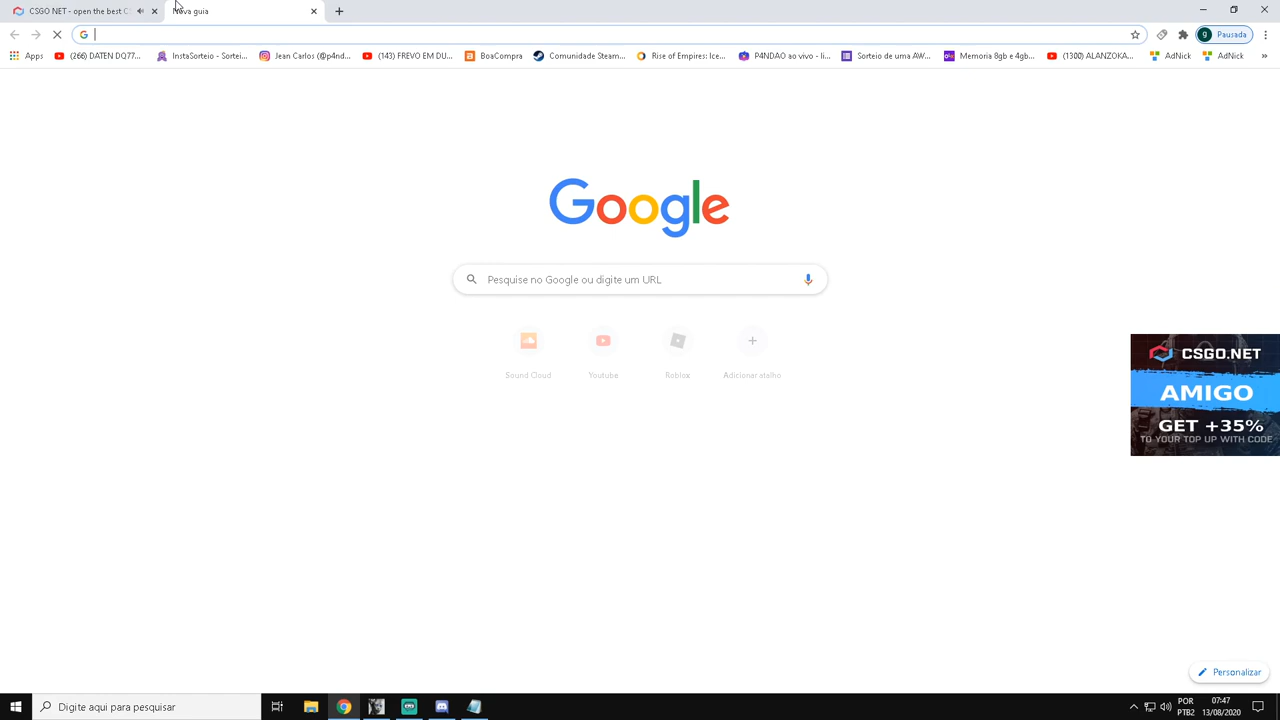 CSGO NET - open the best C
Nova guia
Pausada
Apps
(266) DATEN DQ77...
InstaSorteio - Sortei...
Jean Carlos (@p4nd...
(143) FREVO EM DU...
BoaCompra
Comunidade Steam...
Rise of Empires: Ice...
P4NDAO ao vivo - li...
Sorteio de uma AW...
Memoria 8gb e 4gb...
(1300) ALANZOKA...
AdNick
AdNick
»
Google
Pesquise no Google ou digite um URL
Sound Cloud
Youtube
Roblox
Adicionar atalho
CSGO.NET
AMIGO
GET +35%
TO YOUR TOP UP WITH CODE
Personalizar
Digite aqui para pesquisar
POR
PTB2
07:47
13/08/2020